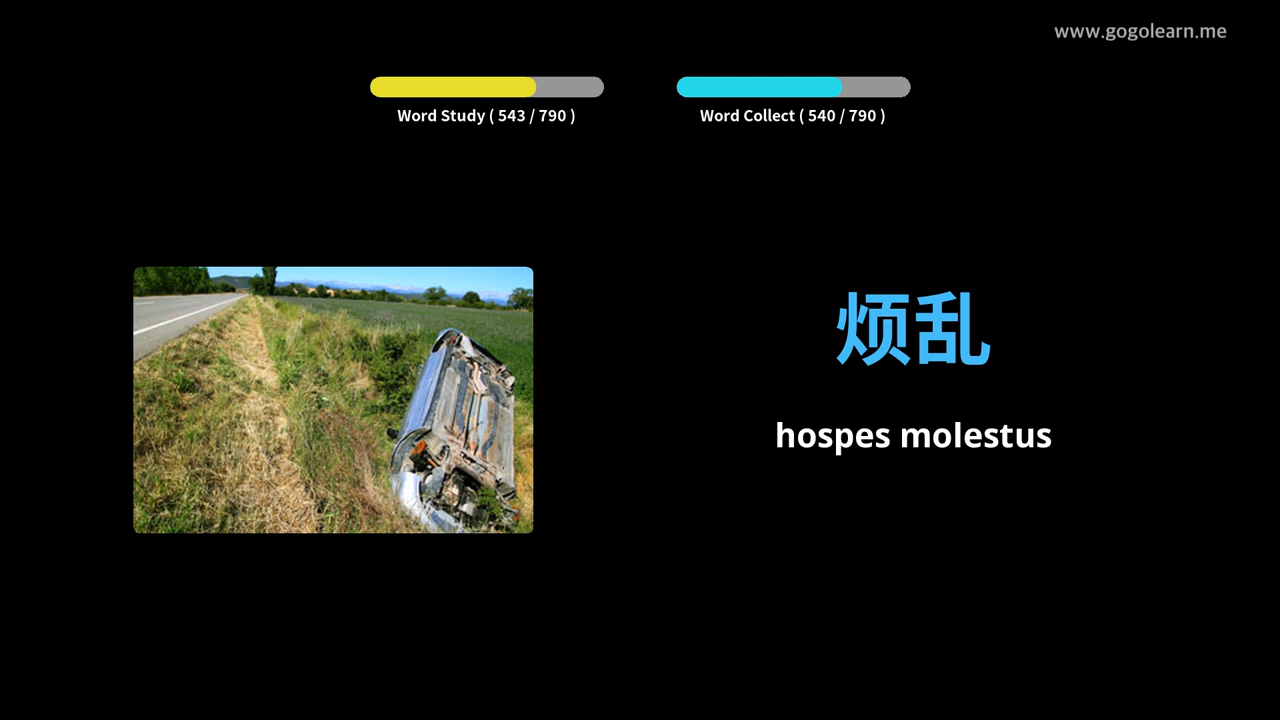 www.gogolearn.me
Word Study ( 543 / 790 )
Word Collect ( 540 / 790 )
烦乱
hospes molestus